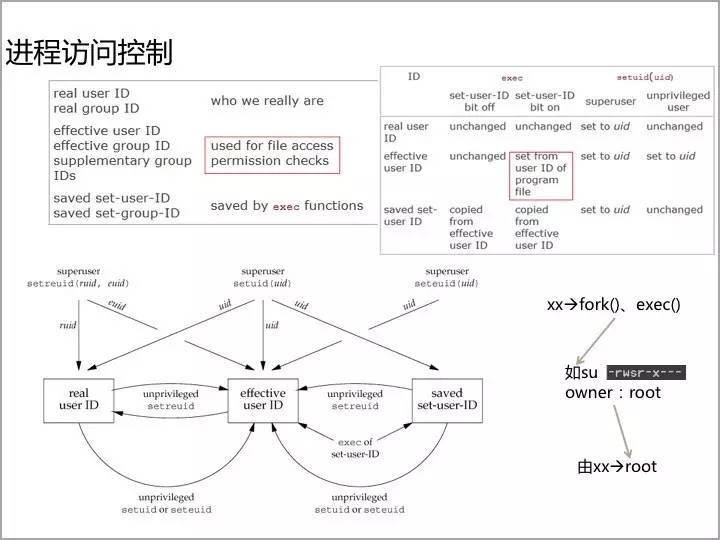 进程访问控制
real user ID
real group ID
who we really are
effective user ID
effective group ID
supplementary group
IDs
used for file access
permission checks
saved set-user-ID
saved set-group-ID
saved by exec functions
ID exec setuid(uid)
set-user-ID bit off
set-user-ID bit on
superuser
unprivileged user
real user ID
unchanged unchanged set to uid unchanged
effective user ID
unchanged
set from
user ID of
program
file
set to uid set to uid
saved set-
user ID
copied
from
effective
user ID
copied
from
effective
user ID
set to uid unchanged
superuser
setreuid(ruid, euid)
superuser
setuid(uid)
superuser
seteuid(uid)
ruid
euid
uid
uid
uid
uid
real
user ID
unprivileged
setreuid
effective
user ID
unprivileged
setreuid
saved
set-user-ID
exec of
set-user-ID
unprivileged
setuid or seteuid
unprivileged
setuid or seteuid
xx→fork()、exec()
如su -rwsr-x---
owner：root
由xx→root